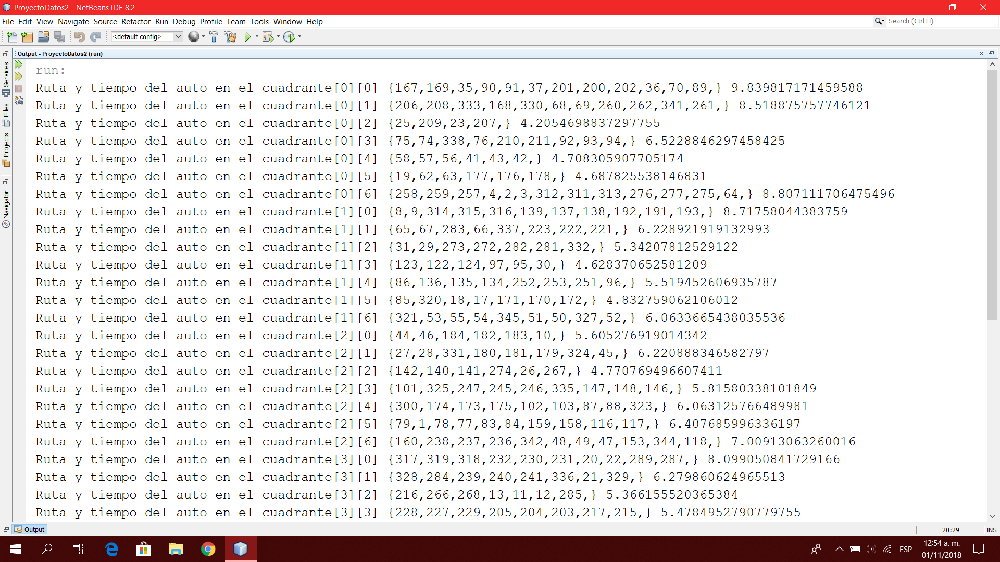 ProyectoDatos2 - NetBeans IDE 8.2
File Edit View Navigate Source Refactor Run Debug Profile Team Tools Window Help
Search (Ctrl+I)
<default config>
Output - ProyectoDatos2 (run)
Services
Files
Projects
Navigator
run:
Ruta y tiempo del auto en el cuadrante[0][0] {167,169,35,90,91,37,201,200,202,36,70,89,} 9.839817171459588
Ruta y tiempo del auto en el cuadrante[0][1] {206,208,333,168,330,68,69,260,262,341,261,} 8.518875757746121
Ruta y tiempo del auto en el cuadrante[0][2] {25,209,23,207,} 4.2054698837297755
Ruta y tiempo del auto en el cuadrante[0][3] {75,74,338,76,210,211,92,93,94,} 6.5228846297458425
Ruta y tiempo del auto en el cuadrante[0][4] {58,57,56,41,43,42,} 4.708305907705174
Ruta y tiempo del auto en el cuadrante[0][5] {19,62,63,177,176,178,} 4.687825538146831
Ruta y tiempo del auto en el cuadrante[0][6] {258,259,257,4,2,3,312,311,313,276,277,275,64,} 8.807111706475496
Ruta y tiempo del auto en el cuadrante[1][0] {8,9,314,315,316,139,137,138,192,191,193,} 8.71758044383759
Ruta y tiempo del auto en el cuadrante[1][1] {65,67,283,66,337,223,222,221,} 6.228921919132993
Ruta y tiempo del auto en el cuadrante[1][2] {31,29,273,272,282,281,332,} 5.34207812529122
Ruta y tiempo del auto en el cuadrante[1][3] {123,122,124,97,95,30,} 4.628370652581209
Ruta y tiempo del auto en el cuadrante[1][4] {86,136,135,134,252,253,251,96,} 5.519452606935787
Ruta y tiempo del auto en el cuadrante[1][5] {85,320,18,17,171,170,172,} 4.832759062106012
Ruta y tiempo del auto en el cuadrante[1][6] {321,53,55,54,345,51,50,327,52,} 6.0633665438035536
Ruta y tiempo del auto en el cuadrante[2][0] {44,46,184,182,183,10,} 5.605276919014342
Ruta y tiempo del auto en el cuadrante[2][1] {27,28,331,180,181,179,324,45,} 6.220888346582797
Ruta y tiempo del auto en el cuadrante[2][2] {142,140,141,274,26,267,} 4.770769496607411
Ruta y tiempo del auto en el cuadrante[2][3] {101,325,247,245,246,335,147,148,146,} 5.81580338101849
Ruta y tiempo del auto en el cuadrante[2][4] {300,174,173,175,102,103,87,88,323,} 6.063125766489981
Ruta y tiempo del auto en el cuadrante[2][5] {79,1,78,77,83,84,159,158,116,117,} 6.407685996336197
Ruta y tiempo del auto en el cuadrante[2][6] {160,238,237,236,342,48,49,47,153,344,118,} 7.00913063260016
Ruta y tiempo del auto en el cuadrante[3][0] {317,319,318,232,230,231,20,22,289,287,} 8.099050841729166
Ruta y tiempo del auto en el cuadrante[3][1] {328,284,239,240,241,336,21,329,} 6.279860624965513
Ruta y tiempo del auto en el cuadrante[3][2] {216,266,268,13,11,12,285,} 5.366155520365384
Ruta y tiempo del auto en el cuadrante[3][3] {228,227,229,205,204,203,217,215,} 5.4784952790779755
Output
20:29
INS
ESP
12:54 a. m.
01/11/2018